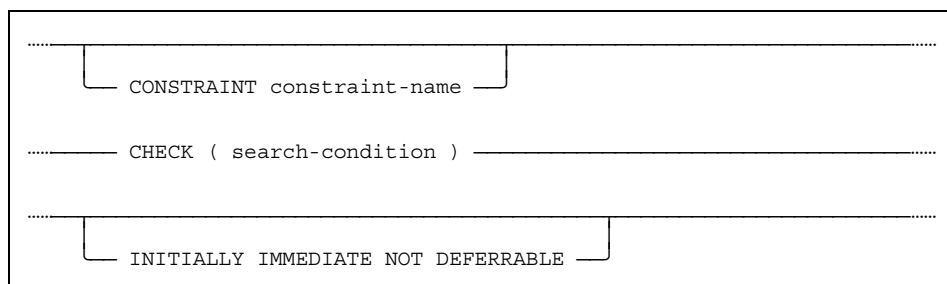 CONSTRAINT constraint-name
CHECK ( search-condition )
INITIALLY IMMEDIATE NOT DEFERRABLE